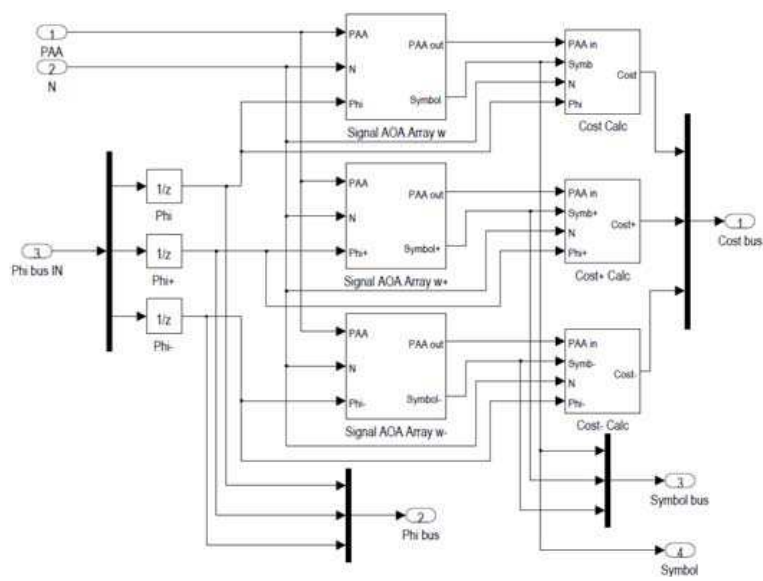 1
PAA
2
N
3
Phi bus IN
1/z
Phi
1/z
Phi+
1/z
Phi-
PAA
N
Phi
PAA out
Symbol
Signal AOA Array w
PAA
N
Phi+
PAA out
Symbol+
Signal AOA Array w+
PAA
N
Phi-
PAA out
Symbol-
Signal AOA Array w-
PAA in
Symb
N
Phi
Cost
Cost Calc
PAA in
Symb+
N
Phi+
Cost+
Cost+ Calc
PAA in
Symb-
N
Phi-
Cost-
Cost- Calc
1
Cost bus
2
Phi bus
3
Symbol bus
4
Symbol